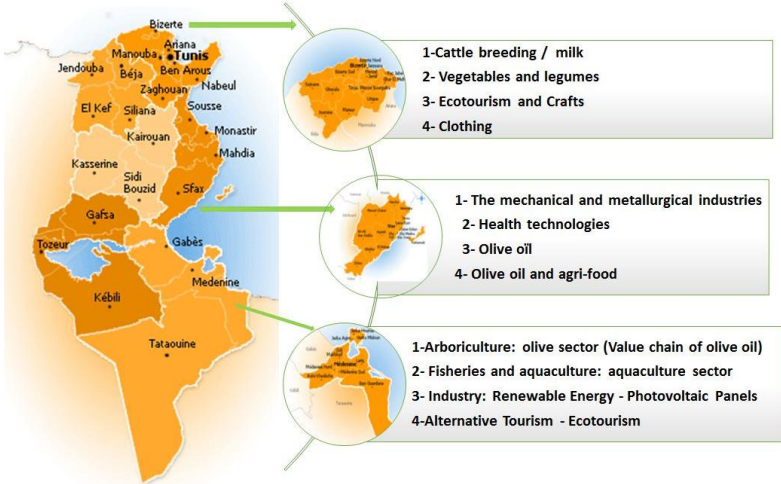 Bizerte
Ariana
Manouba
Tunis
Jendouba
Béja
Ben Arous
Nabeul
Zaghouan
El Kef
Siliana
Sousse
Kairouan
Monastir
Mahdia
Kasserine
Sidi
Bouzid
Sfax
Gafsa
Tozeur
Gabès
Medenine
Kébili
Tataouine
1-Cattle breeding / milk
2- Vegetables and legumes
3- Ecotourism and Crafts
4- Clothing
1- The mechanical and metallurgical industries
2- Health technologies
3- Olive oïl
4- Olive oil and agri-food
1-Arboriculture: olive sector (Value chain of olive oil)
2- Fisheries and aquaculture: aquaculture sector
3- Industry: Renewable Energy - Photovoltaic Panels
4-Alternative Tourism - Ecotourism